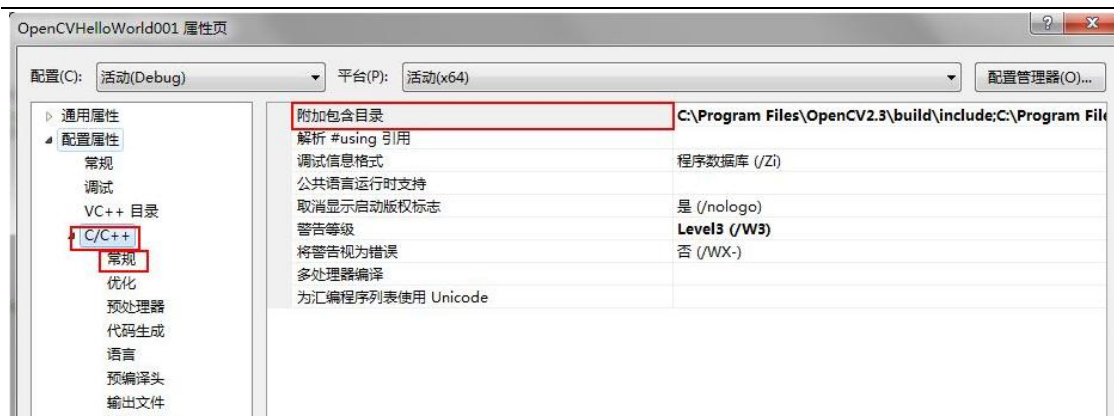 OpenCVHelloWorld001 属性页
配置(C): 活动(Debug) 平台(P): 活动(x64) 配置管理器(O)...
通用属性
配置属性
常规
调试
VC++ 目录
C/C++
常规
优化
预处理器
代码生成
语言
预编译头
输出文件
附加包含目录 C:\Program Files\OpenCV2.3\build\include;C:\Program File
解析 #using 引用
调试信息格式 程序数据库 (/Zi)
公共语言运行时支持
取消显示启动版权标志 是 (/nologo)
警告等级 Level3 (/W3)
将警告视为错误 否 (/WX-)
多处理器编译
为汇编程序列表使用 Unicode